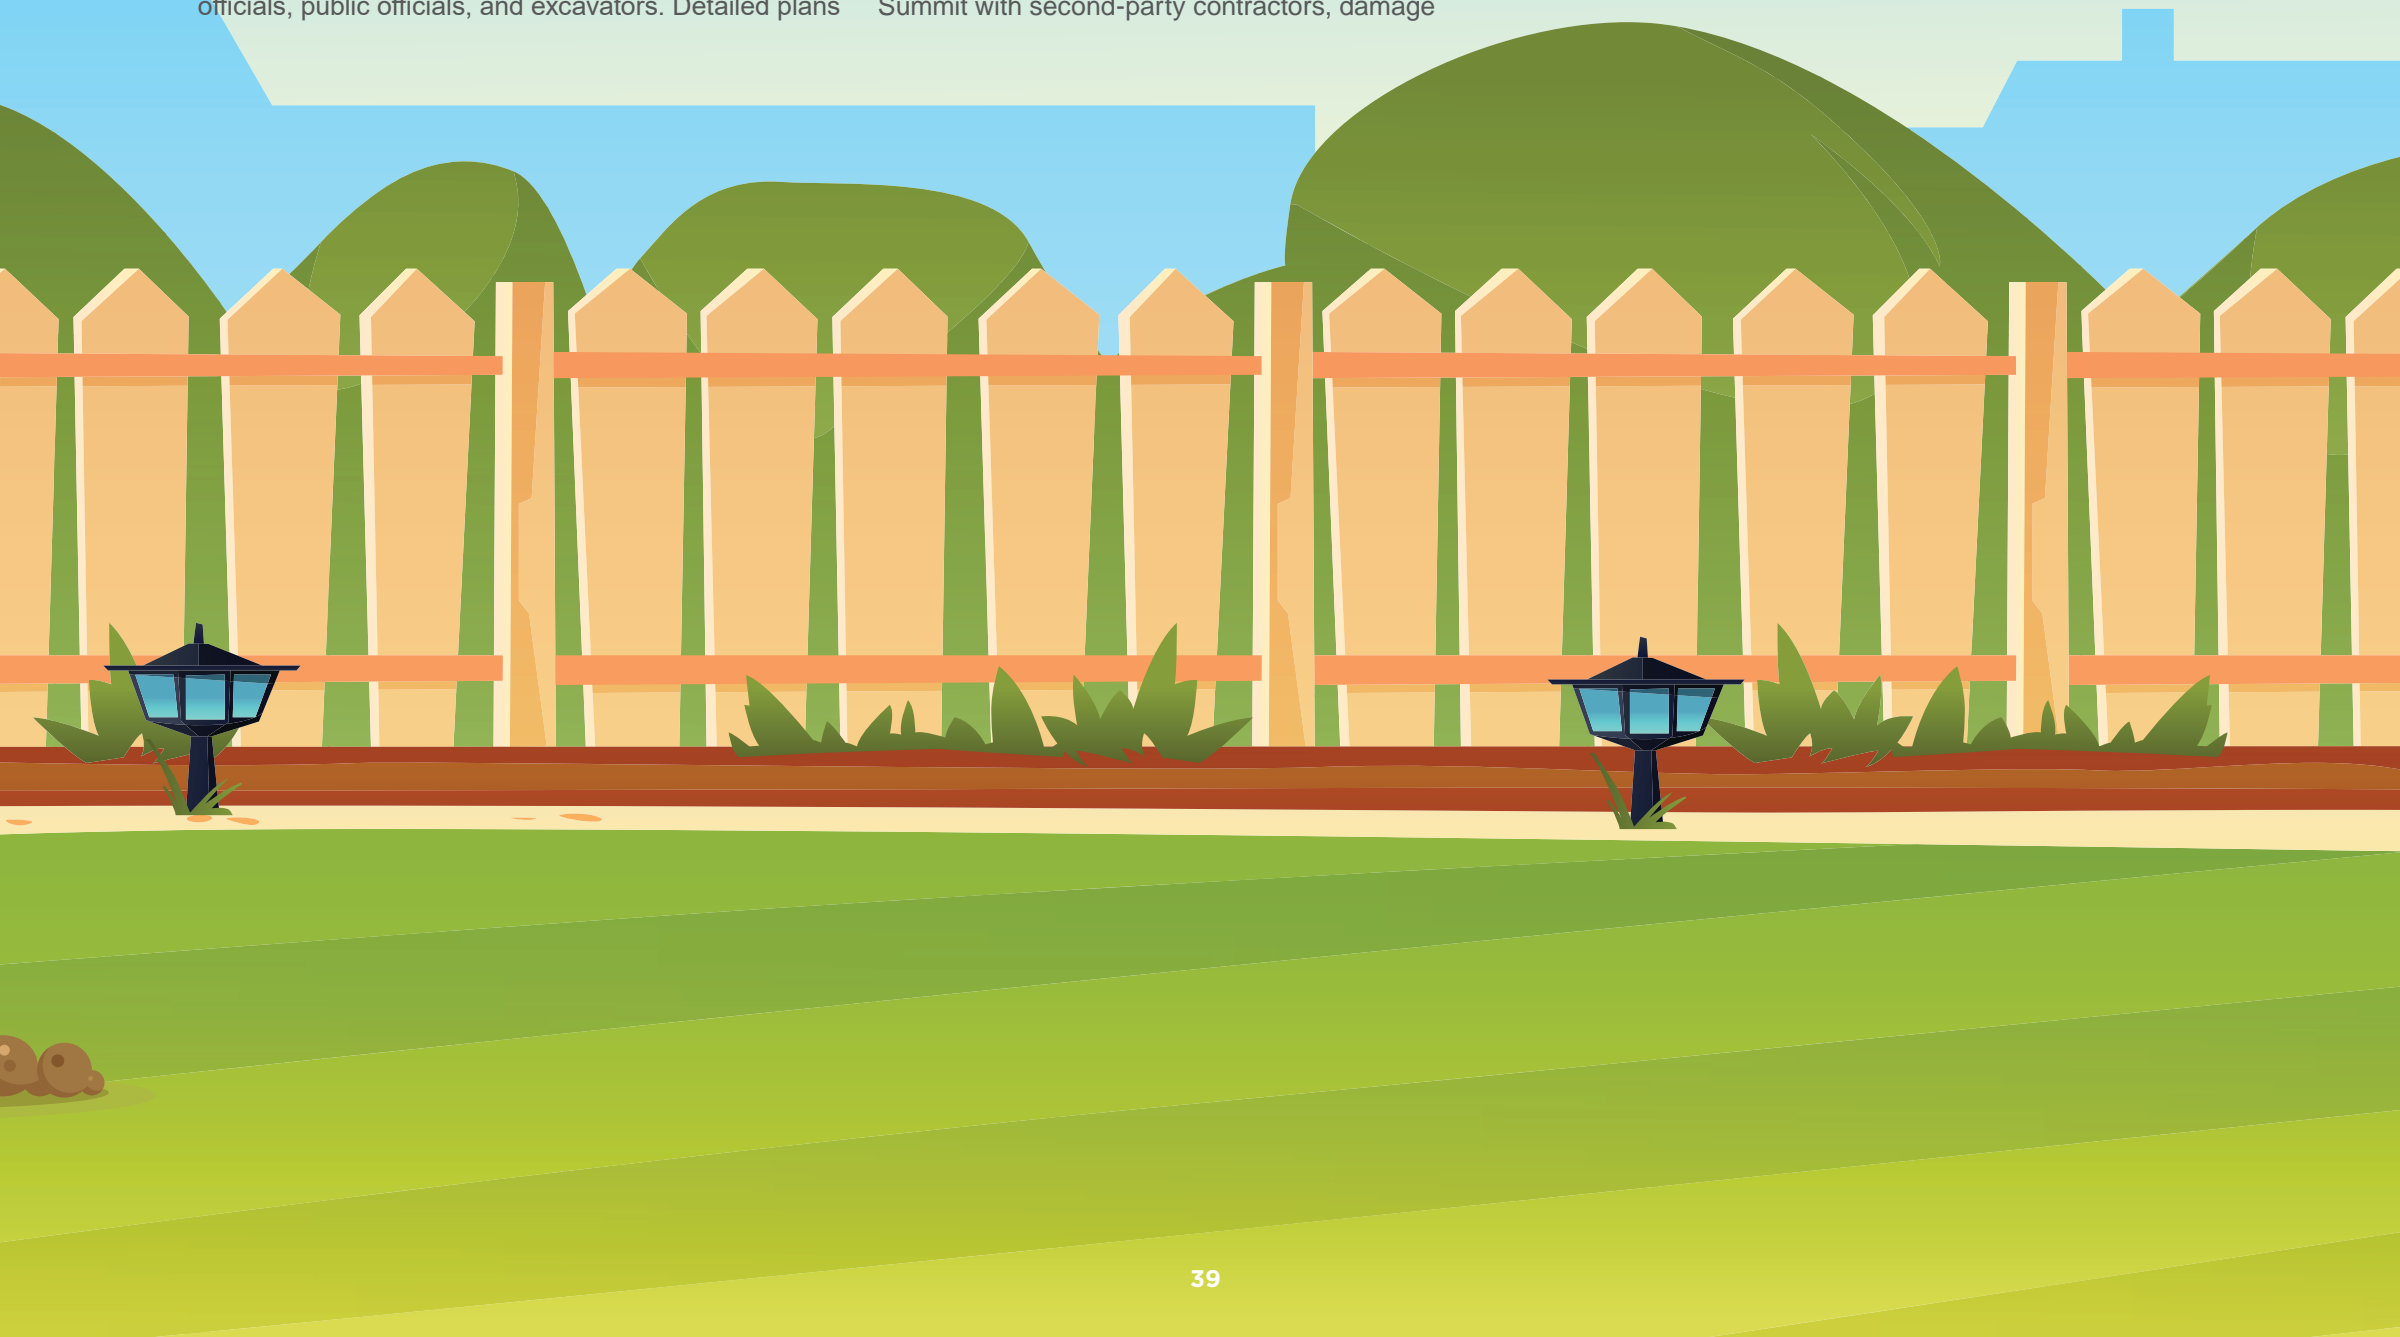 officials, public officials, and excavators. Detailed plans
Summit with second-party contractors, damage
39